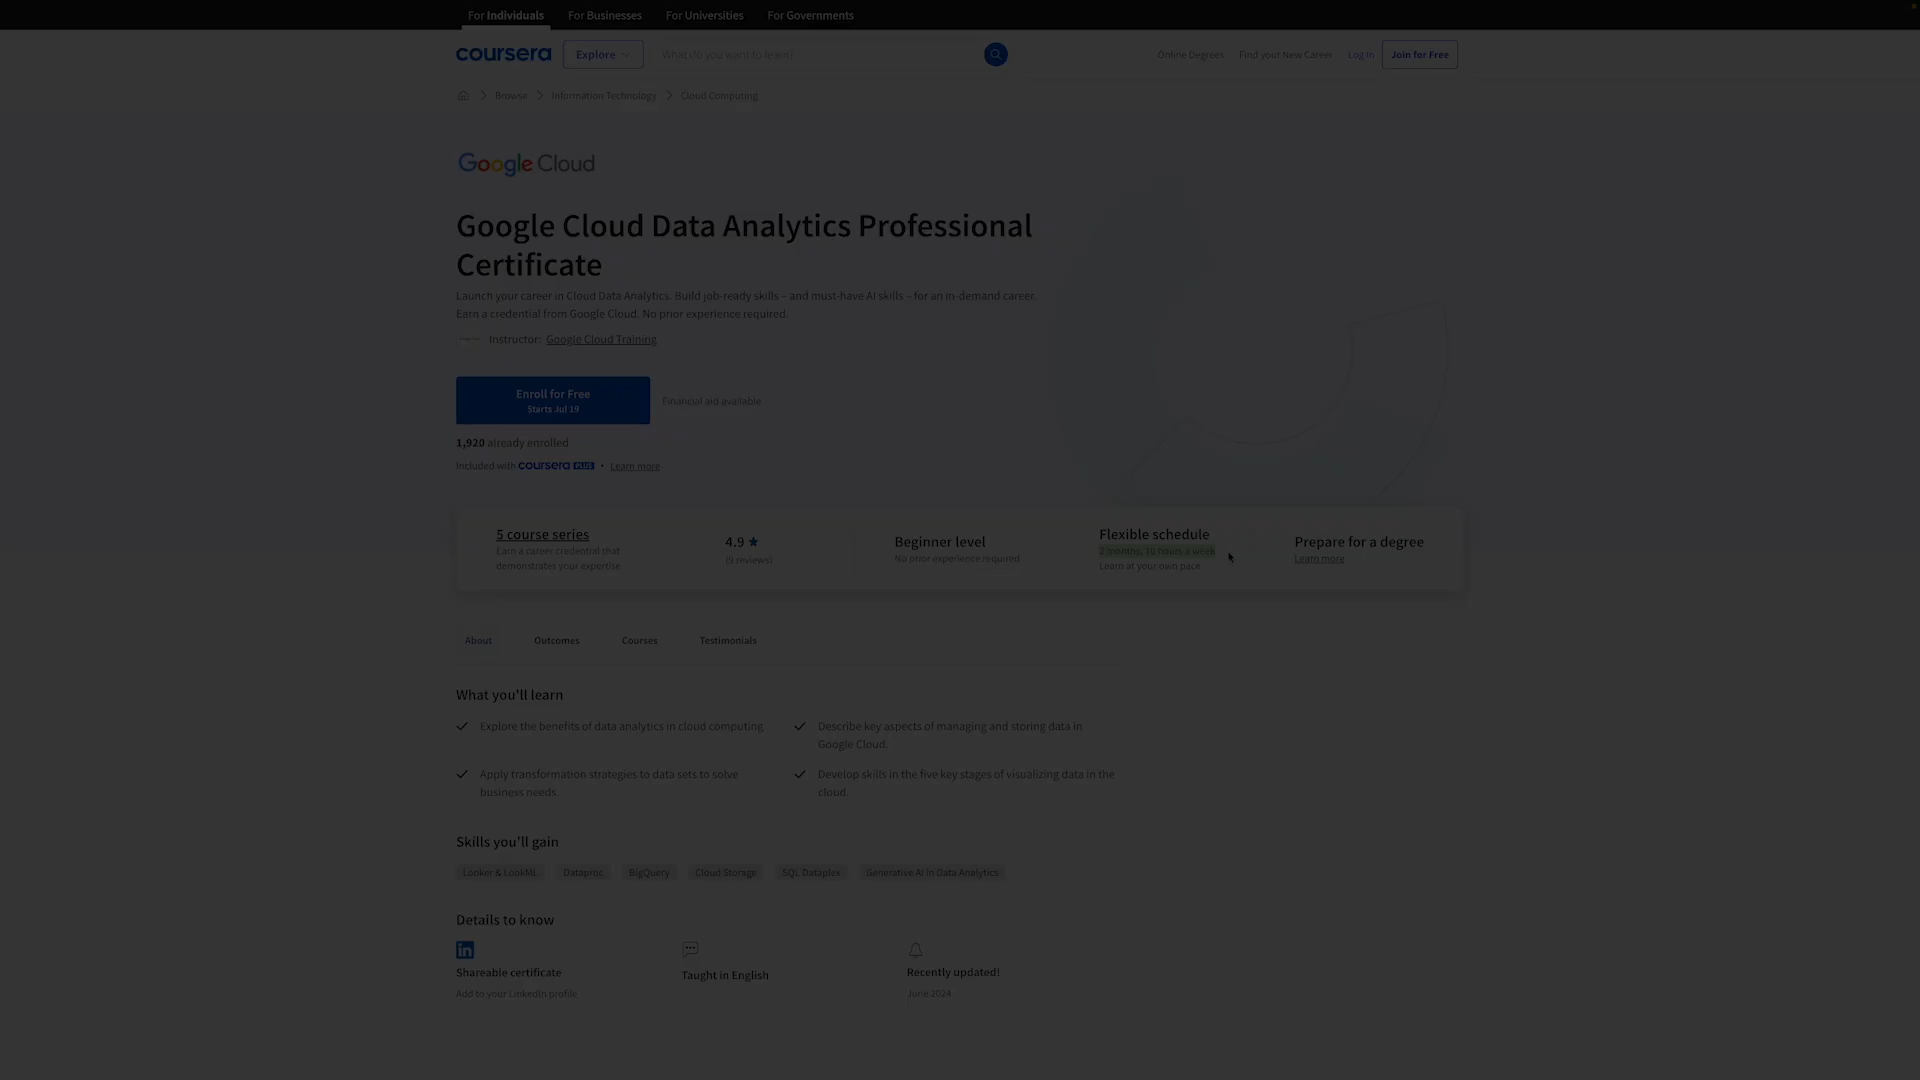 For Individuals For Businesses For Universities For Governments
coursera Explore What do you want to learn? Online Degrees Find your New Career Log In Join for Free
Browse Information Technology Cloud Computing
Google Cloud
Google Cloud Data Analytics Professional
Certificate
Launch your career in Cloud Data Analytics. Build job-ready skills – and must-have AI skills – for an in-demand career.
Earn a credential from Google Cloud. No prior experience required.
Instructor: Google Cloud Training
Enroll for Free
Starts Jul 19
Financial aid available
1,920 already enrolled
Included with coursera PLUS • Learn more
5 course series
Earn a career credential that
demonstrates your expertise
4.9 ★
(9 reviews)
Beginner level
No prior experience required
Flexible schedule
2 months, 10 hours a week
Learn at your own pace
Prepare for a degree
Learn more
About Outcomes Courses Testimonials
What you'll learn
Explore the benefits of data analytics in cloud computing
Describe key aspects of managing and storing data in
Google Cloud.
Apply transformation strategies to data sets to solve
business needs.
Develop skills in the five key stages of visualizing data in the
cloud.
Skills you'll gain
Looker & LookML Dataproc BigQuery Cloud Storage SQL Dataplex Generative AI in Data Analytics
Details to know
in
Shareable certificate
Add to your LinkedIn profile
Taught in English
Recently updated!
June 2024